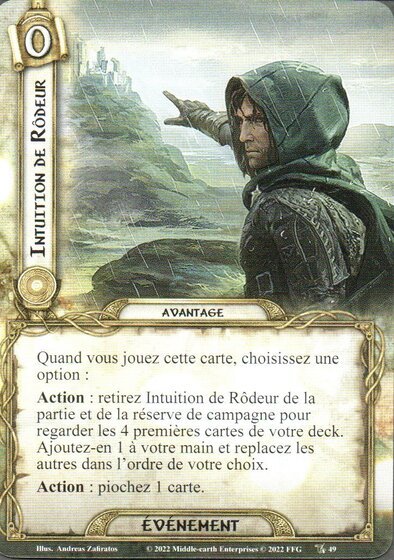 0
INTUITION DE RÔDEUR
AVANTAGE
Quand vous jouez cette carte, choisissez une
option :
Action : retirez Intuition de Rôdeur de la
partie et de la réserve de campagne pour
regarder les 4 premières cartes de votre deck.
Ajoutez-en 1 à votre main et replacez les
autres dans l'ordre de votre choix.
Action : piochez 1 carte.
ÉVÉNEMENT
Illus. Andreas Zafiratos © 2022 Middle-earth Enterprises © 2022 FFG 49